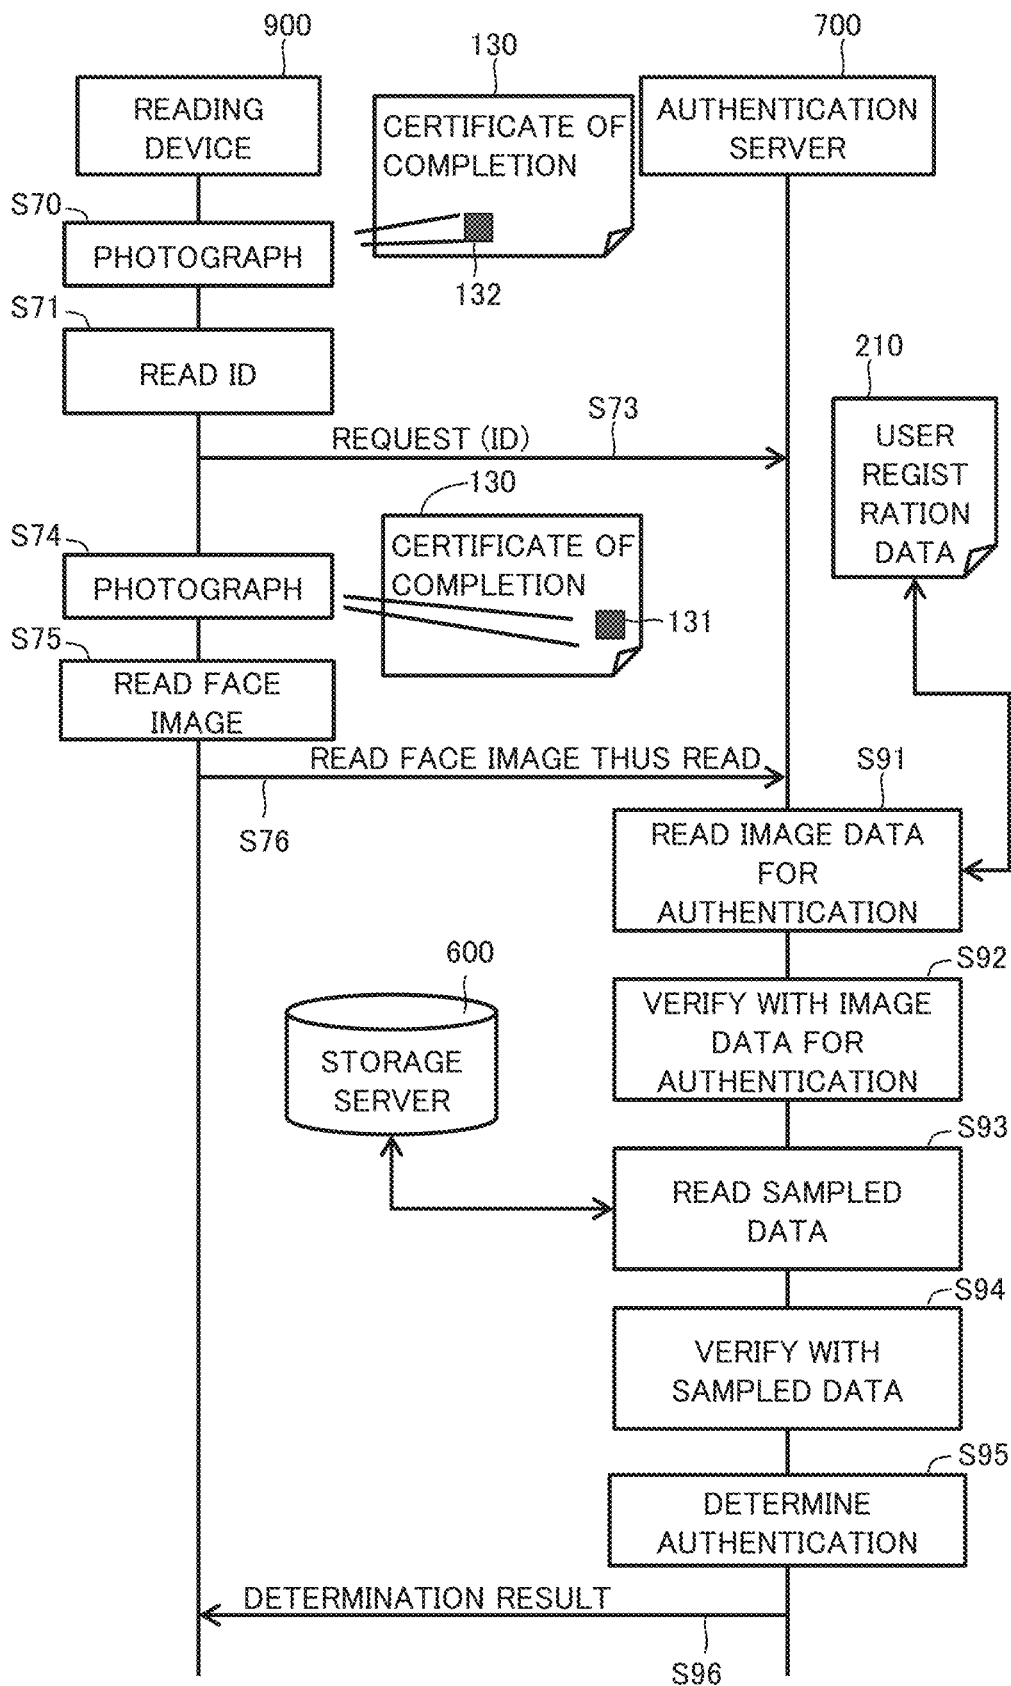 900
130
700
READING
DEVICE
CERTIFICATE OF
COMPLETION
AUTHENTICATION
SERVER
S70
PHOTOGRAPH
132
S71
READ ID
210
USER
REGIST
RATION
DATA
REQUEST (ID)
S73
130
S74
PHOTOGRAPH
CERTIFICATE OF
COMPLETION
131
S75
READ FACE
IMAGE
READ FACE IMAGE THUS READ
S76
S91
READ IMAGE DATA
FOR
AUTHENTICATION
600
STORAGE
SERVER
S92
VERIFY WITH IMAGE
DATA FOR
AUTHENTICATION
S93
READ SAMPLED
DATA
S94
VERIFY WITH
SAMPLED DATA
S95
DETERMINE
AUTHENTICATION
DETERMINATION RESULT
S96